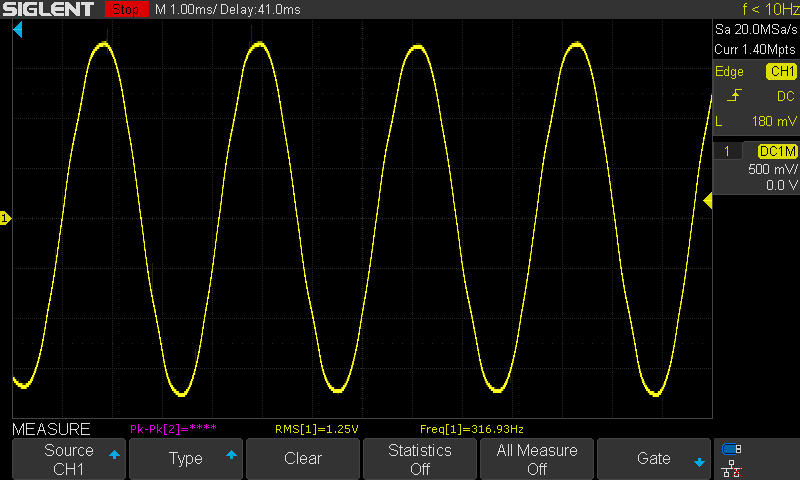 SIGLENT Stop M 1.00ms/ Delay:41.0ms f < 10Hz
Sa 20.0MSa/s
Curr 1.40Mpts
Edge CH1
DC
L 180 mV
1 DC1M
500 mV/
0.0 V
1
MEASURE Pk-Pk[2]=**** RMS[1]=1.25V Freq[1]=316.93Hz
Source CH1
Type
Clear
Statistics Off
All Measure Off
Gate